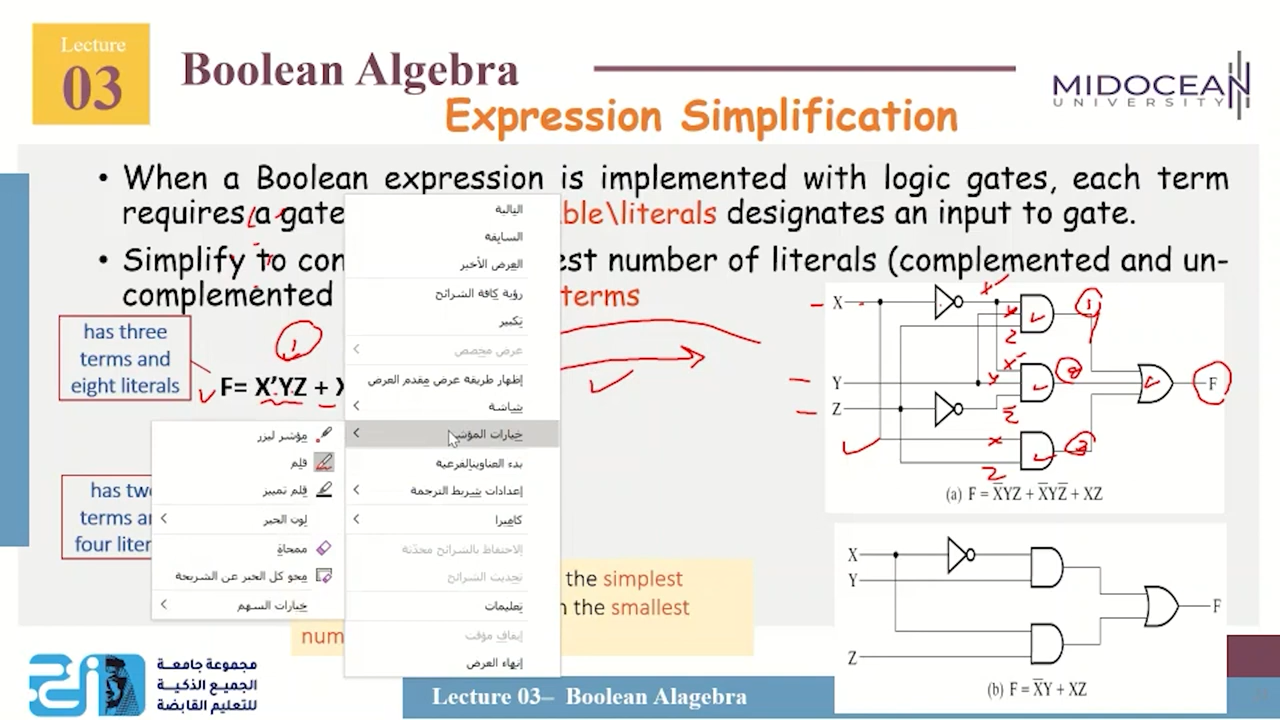 Lecture
03
Boolean Algebra
MIDOCEAN
UNIVERSITY
Expression Simplification
• When a Boolean expression is implemented with logic gates, each term
requires a gate ble\literals designates an input to gate.
• Simplify to con est number of literals (complemented and un-
complemented terms
has three
terms and
eight literals
F= X’YZ + X
has two
terms an
four liter
the simplest
the smallest
num
التالية
السابقة
العرض الأخير
رؤية كافة الشرائح
تكبير
عرض مخصص
إظهار طريقة عرض مقدم العرض
شاشة
خيارات المؤشر
بدء العناوين الفرعية
إعدادات شريط الترجمة
كاميرا
الاحتفاظ بالشرائح محدّثة
تحديث الشرائح
تعليمات
إيقاف مؤقت
إنهاء العرض
مؤشر ليزر
قلم
قلم تمييز
لون الحبر
ممحاة
محو كل الحبر عن الشريحة
خيارات السهم
X
Y
Z
F
(a) F = X̅YZ + X̅YZ̅ + XZ
X
Y
Z
F
(b) F = X̅Y + XZ
مجموعة جامعة
الجميع الذكية
للتعليم القابضة
Lecture 03– Boolean Alagebra